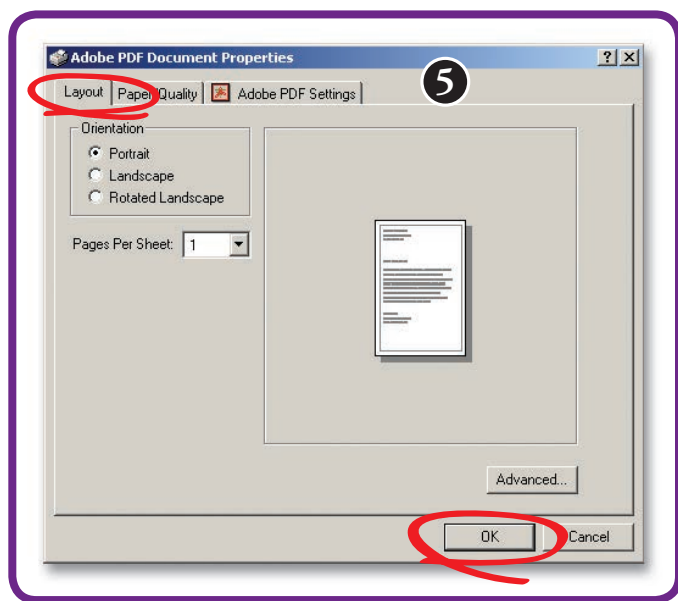 Adobe PDF Document Properties
5
Layout Paper/Quality Adobe PDF Settings
Orientation
Portrait
Landscape
Rotated Landscape
Pages Per Sheet: 1
Advanced...
OK Cancel